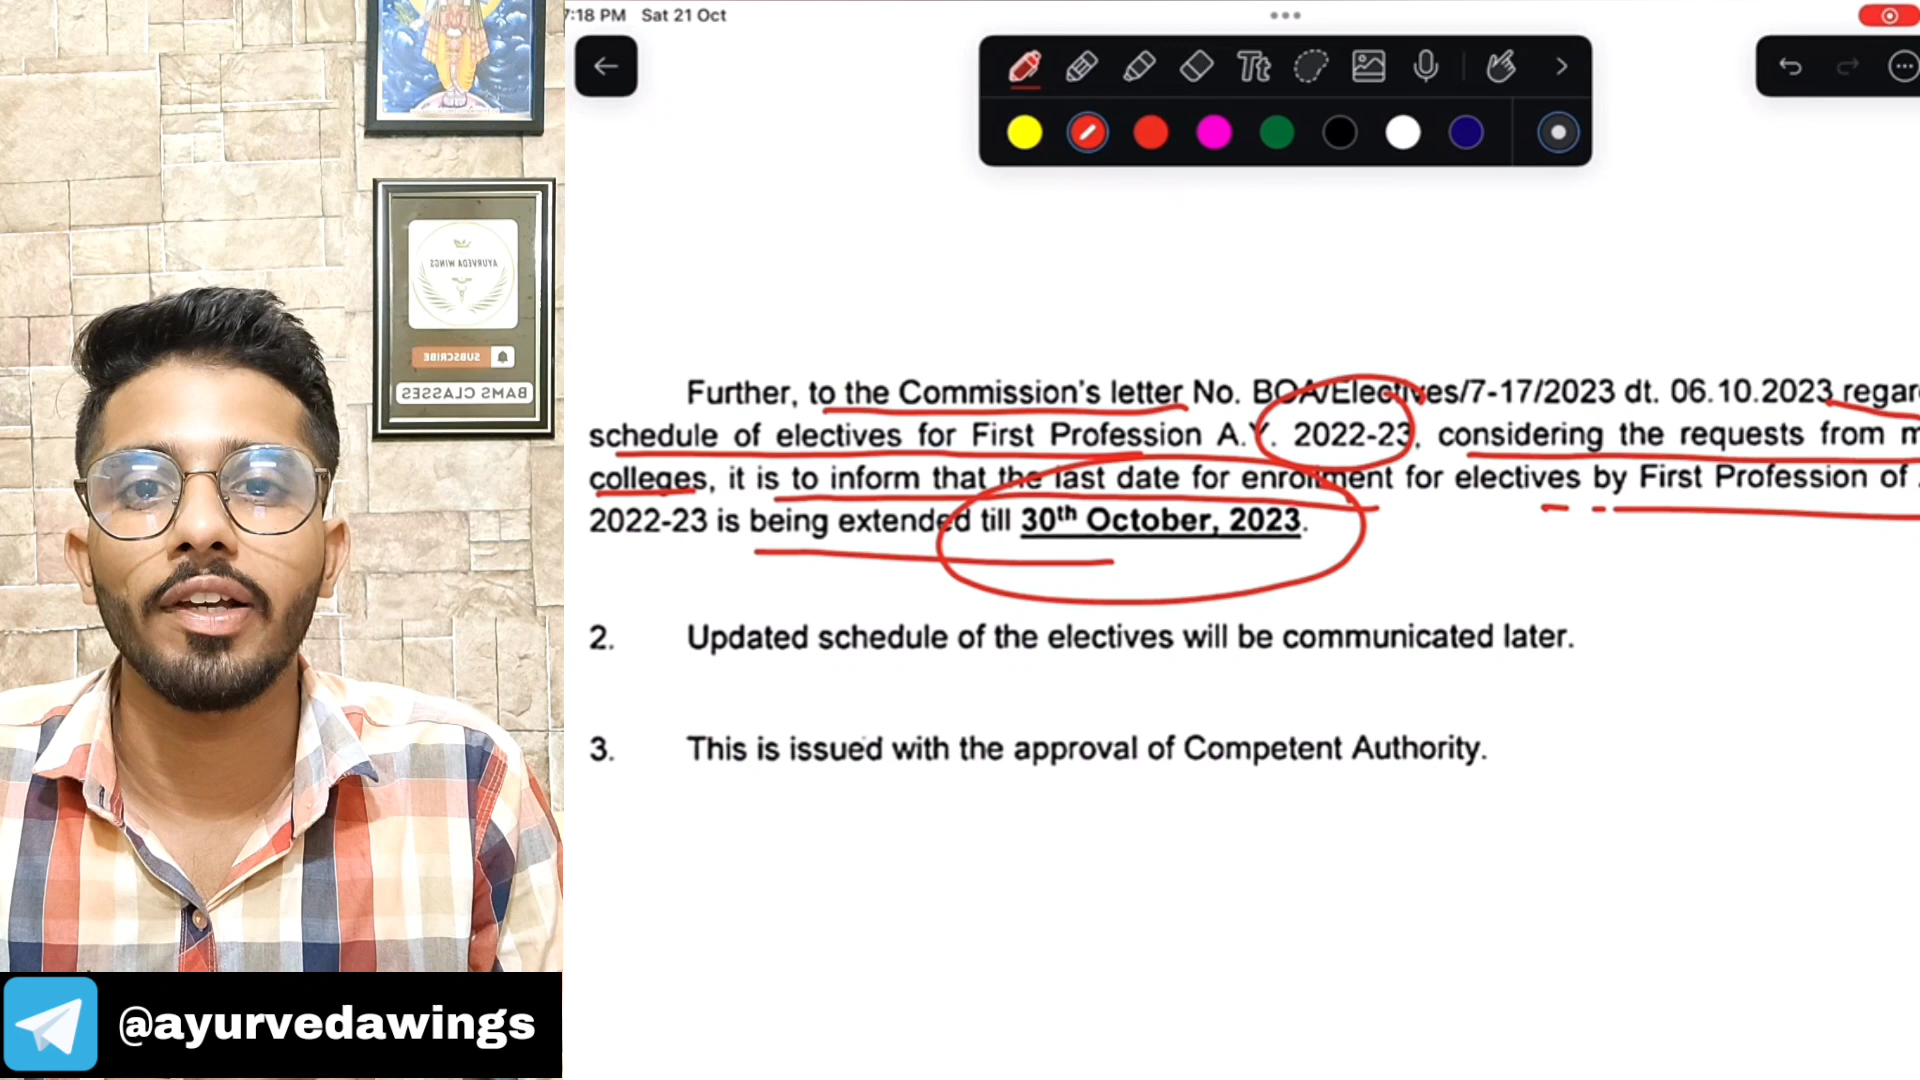 7:18 PM Sat 21 Oct
Tt
AYURVEDA WINGS
SUBSCRIBE
BAMS CLASSES
Further, to the Commission's letter No. BOA/Electives/7-17/2023 dt. 06.10.2023
schedule of electives for First Profession A.Y. 2022-23, considering the requests from
colleges, it is to inform that the last date for enrolment for electives by First Profession of
2022-23 is being extended till 30th October, 2023.
2. Updated schedule of the electives will be communicated later.
3. This is issued with the approval of Competent Authority.
@ayurvedawings